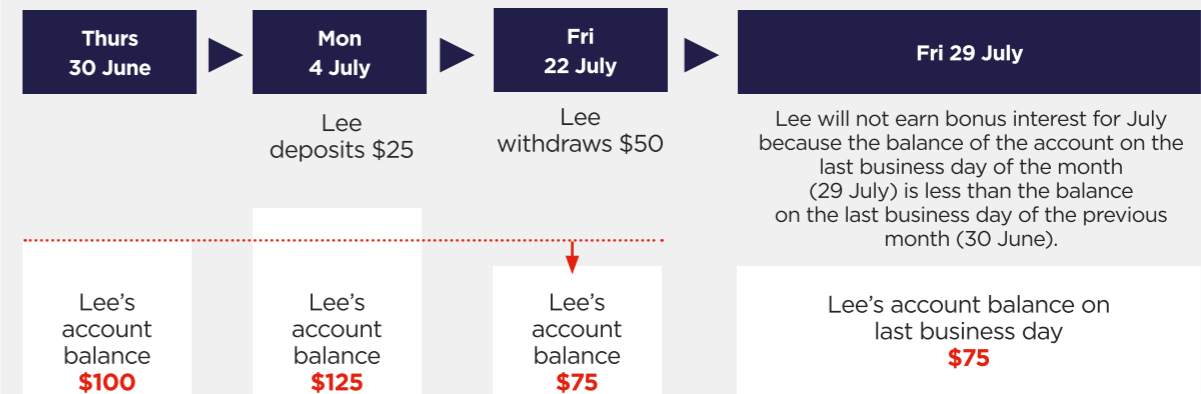 Thurs
30 June
Mon
4 July
Fri
22 July
Fri 29 July
Lee
deposits $25
Lee
withdraws $50
Lee will not earn bonus interest for July
because the balance of the account on the
last business day of the month
(29 July) is less than the balance
on the last business day of the previous
month (30 June).
Lee’s
account
balance
$100
Lee’s
account
balance
$125
Lee’s
account
balance
$75
Lee’s account balance on
last business day
$75